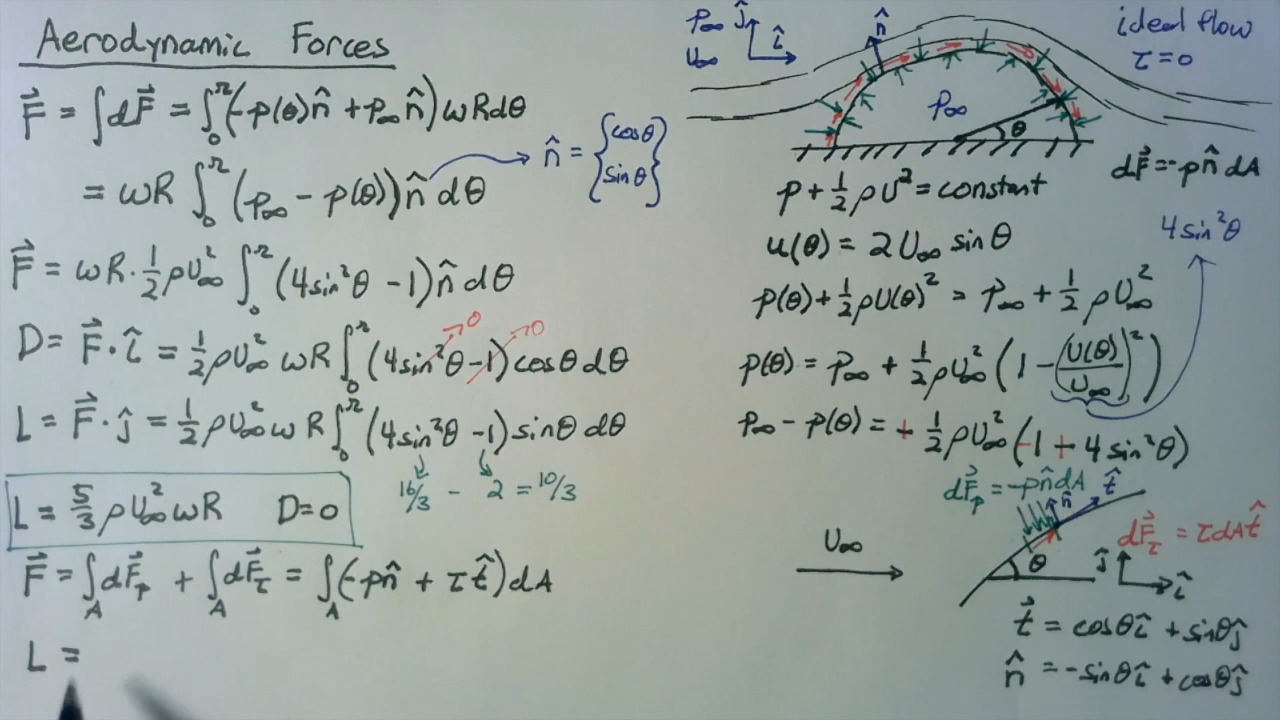 Aerodynamic Forces
F⃗ = ∫dF⃗ = ∫₀^π (-p(θ)n̂ + p∞n̂) wRdθ
= wR ∫₀^π (p∞ - p(θ)) n̂ dθ
n̂ = {cosθ
sinθ}
F⃗ = wR·½ρU∞² ∫₀^π (4sin²θ - 1) n̂ dθ
D = F⃗·î = ½ρU∞² wR ∫₀^π (4sin²θ - 1) cosθ dθ
0 0
L = F⃗·ĵ = ½ρU∞² wR ∫₀^π (4sin²θ - 1) sinθ dθ
16/3 - 2 = 10/3
L = 5/3 ρU∞² wR D = 0
F⃗ = ∫_A dF⃗_p + ∫_A dF⃗_τ = ∫_A (-pn̂ + τt̂) dA
L =
p∞ ĵ
U∞ î
n̂
p∞
θ
ideal flow
τ = 0
dF⃗ = -pn̂dA
p + ½ρU² = constant
u(θ) = 2U∞ sinθ
4sin²θ
p(θ) + ½ρU(θ)² = p∞ + ½ρU∞²
p(θ) = p∞ + ½ρU∞² (1 - (U(θ)/U∞)²)
p∞ - p(θ) = + ½ρU∞² (-1 + 4sin²θ)
dF⃗_p = -pn̂dA n̂ t̂
U∞
dF⃗_τ = τdAt̂
θ ĵ î
t⃗ = cosθî + sinθĵ
n̂ = -sinθî + cosθĵ